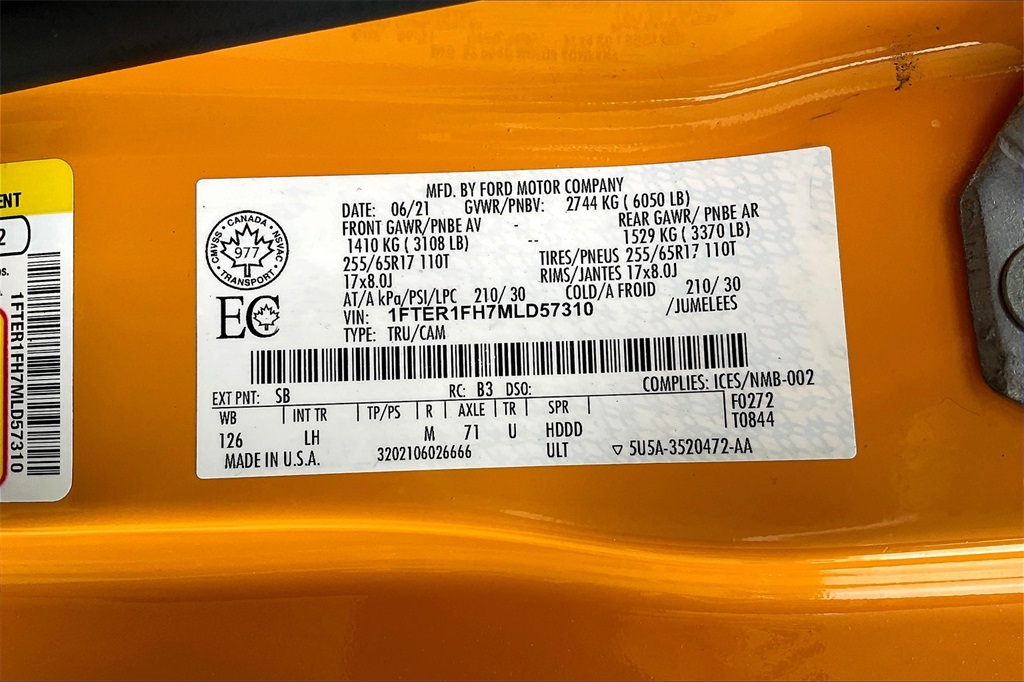 ENT
2
os.
1FTER1FH7MLD57310
MFD. BY FORD MOTOR COMPANY
DATE: 06/21 GVWR/PNBV: 2744 KG ( 6050 LB)
FRONT GAWR/PNBE AV - REAR GAWR/ PNBE AR
1410 KG ( 3108 LB) -- 1529 KG ( 3370 LB)
255/65R17 110T TIRES/PNEUS 255/65R17 110T
17x8.0J RIMS/JANTES 17x8.0J
AT/A kPa/PSI/LPC 210/ 30 COLD/A FROID 210/ 30
VIN: 1FTER1FH7MLD57310 /JUMELEES
TYPE: TRU/CAM
CANADA
CMVSS NSVAC
977
TRANSPORT
EC
EXT PNT: SB RC: B3 DSO: COMPLIES: ICES/NMB-002
WB INT TR TP/PS R AXLE TR SPR F0272
126 LH M 71 U HDDD T0844
MADE IN U.S.A. 3202106026666 ULT ▽ 5U5A-3520472-AA